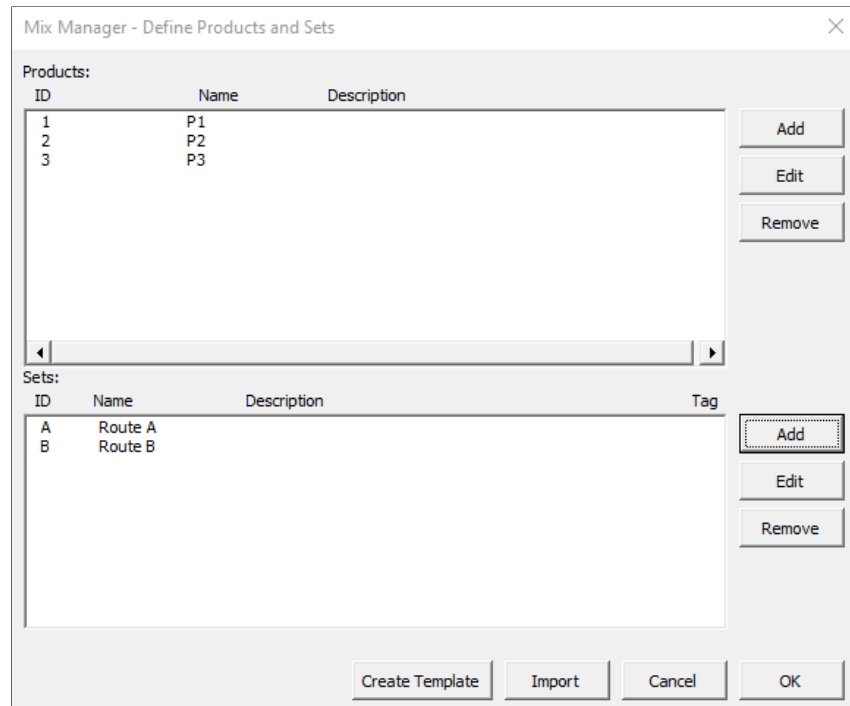 Mix Manager - Define Products and Sets
Products:
ID Name Description
1 P1
2 P2
3 P3
Add
Edit
Remove
Sets:
ID Name Description Tag
A Route A
B Route B
Add
Edit
Remove
Create Template Import Cancel OK